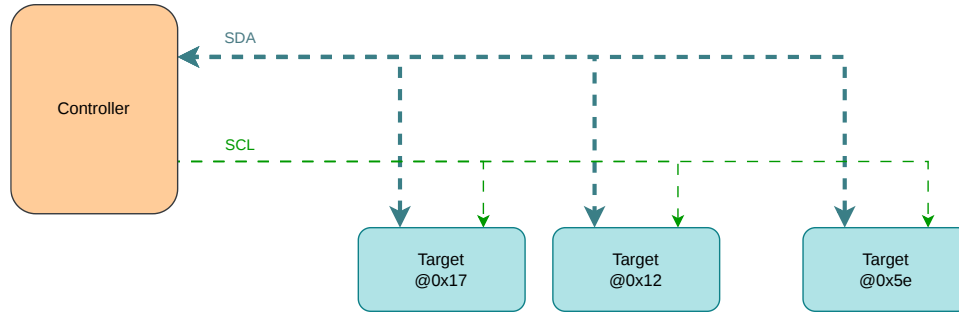 SDA
Controller
SCL
Target
@0x17
Target
@0x12
Target
@0x5e